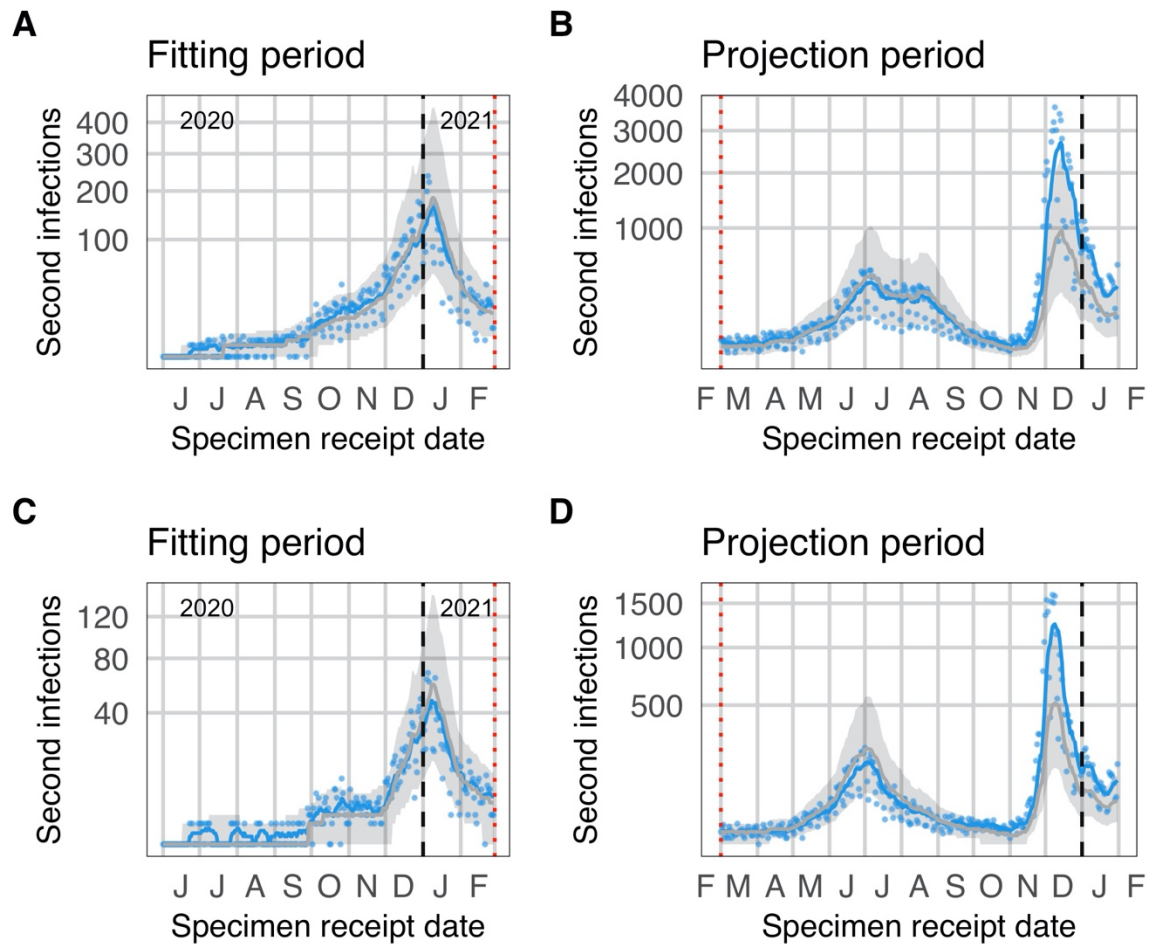 A
Fitting period
Second infections
400
300
200
100
2020
2021
J J A S O N D J F
Specimen receipt date
B
Projection period
Second infections
4000
3000
2000
1000
F M A M J J A S O N D J F
Specimen receipt date
C
Fitting period
Second infections
120
80
40
2020
2021
J J A S O N D J F
Specimen receipt date
D
Projection period
Second infections
1500
1000
500
F M A M J J A S O N D J F
Specimen receipt date